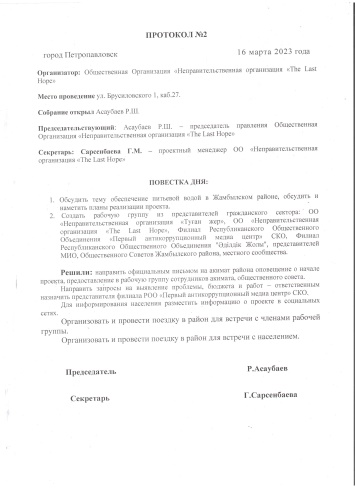 ПРОТОКОЛ №2
город Петропавловск 16 марта 2023 года
Организатор: Общественная Организация «Неправительственная организация «The Last
Hope»
Место проведение ул. Брусиловского 1, каб.27.
Собрание открыл Асаубаев Р.Ш.
Председательствующий: Асаубаев Р.Ш. – председатель правления Общественная
Организация «Неправительственная организация «The Last Hope»
Секретарь: Сарсенбаева Г.М. – проектный менеджер ОО «Неправительственная
организация «The Last Hope»
ПОВЕСТКА ДНЯ:
1. Обсудить тему обеспечение питьевой водой в Жамбылском районе, обсудить и
наметить планы реализации проекта.
2. Создать рабочую группу из представителей гражданского сектора: ОО
«Неправительственная организация «Туған жер», ОО «Неправительственная
организация «The Last Hope», Филиал Республиканского Общественного
Объединения «Первый антикоррупционный медиа центр» СКО, Филиал
Республиканского Общественного Объединения "Әділдік Жолы", представителей
МИО, Общественного Советов Жамбылского района, местного сообщества.
Решили: направить официальным письмом на акимат района оповещение о начале
проекта, предоставление в рабочую группу сотрудников акимата, общественного совета.
Направить запросы на выявление проблемы, бюджета и работ – ответственным
назначить представителя филиала РОО «Первый антикоррупционный медиа центр» СКО.
Для информирования населения разместить информацию о проекте в социальных
сетях.
Организовать и провести поездку в район для встречи с членами рабочей
группы.
Организовать и провести поездку в район для встречи с населением.
Председатель Р.Асаубаев
Секретарь Г.Сарсенбаева